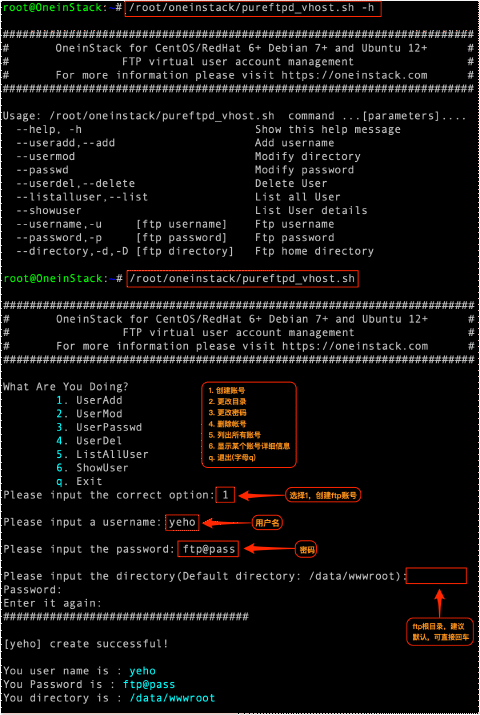 root@OneinStack:~# /root/oneinstack/pureftpd_vhost.sh -h
#######################################################################
#       OneinStack for CentOS/RedHat 6+ Debian 7+ and Ubuntu 12+      #
#                 FTP virtual user account management                 #
#       For more information please visit https://oneinstack.com      #
#######################################################################
Usage: /root/oneinstack/pureftpd_vhost.sh  command ...[parameters]....
--help, -h                          Show this help message
--useradd,--add                     Add username
--usermod                           Modify directory
--passwd                            Modify password
--userdel,--delete                  Delete User
--listalluser,--list                List all User
--showuser                          List User details
--username,-u     [ftp username]    Ftp username
--password,-p     [ftp password]    Ftp password
--directory,-d,-D [ftp directory]   Ftp home directory
root@OneinStack:~# /root/oneinstack/pureftpd_vhost.sh
#######################################################################
#       OneinStack for CentOS/RedHat 6+ Debian 7+ and Ubuntu 12+      #
#                 FTP virtual user account management                 #
#       For more information please visit https://oneinstack.com      #
#######################################################################
What Are You Doing?
1. UserAdd
2. UserMod
3. UserPasswd
4. UserDel
5. ListAllUser
6. ShowUser
q. Exit
1. 创建账号
2. 更改目录
3. 更改密码
4. 删除帐号
5. 列出所有账号
6. 显示某个账号详细信息
q. 退出(字母q)
Please input the correct option: 1
选择1，创建ftp账号
Please input a username: yeho
用户名
Please input the password: ftp@pass
密码
Please input the directory(Default directory: /data/wwwroot):
Password:
Enter it again:
#####################################
ftp根目录，建议
默认，可直接回车
[yeho] create successful!
You user name is : yeho
You Password is : ftp@pass
You directory is : /data/wwwroot